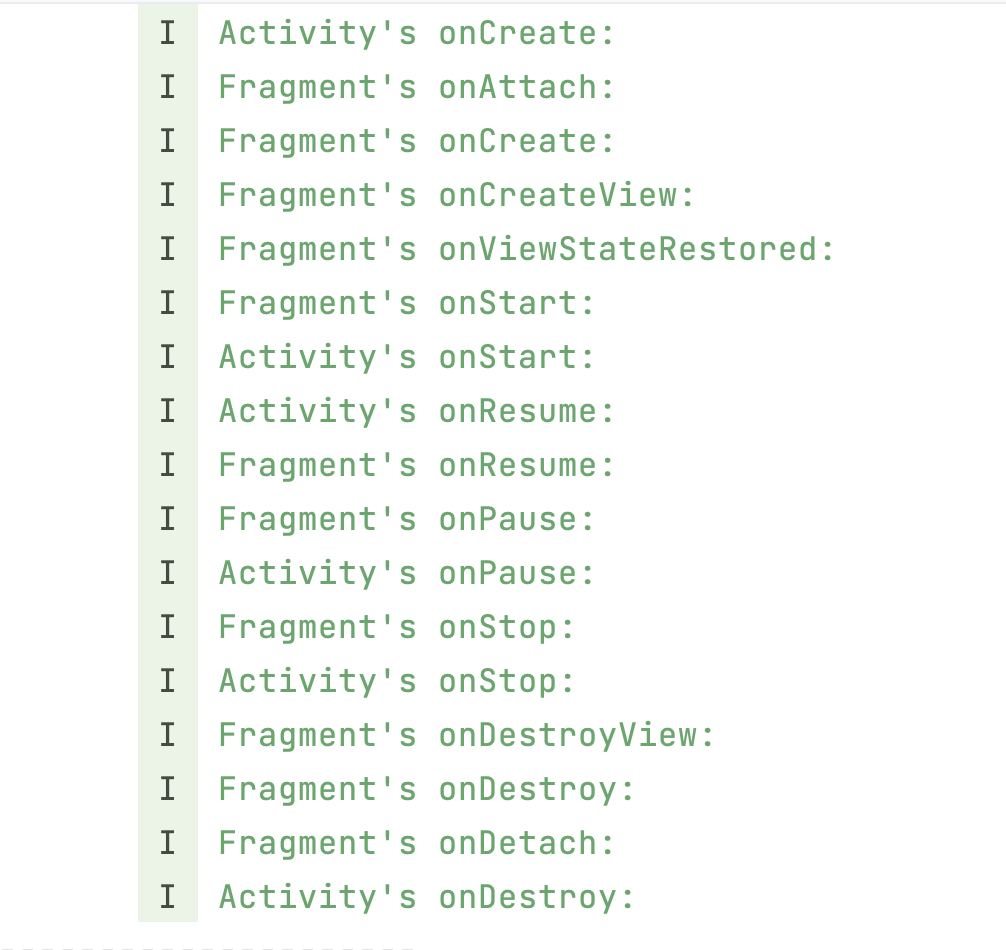 I Activity's onCreate:
I Fragment's onAttach:
I Fragment's onCreate:
I Fragment's onCreateView:
I Fragment's onViewStateRestored:
I Fragment's onStart:
I Activity's onStart:
I Activity's onResume:
I Fragment's onResume:
I Fragment's onPause:
I Activity's onPause:
I Fragment's onStop:
I Activity's onStop:
I Fragment's onDestroyView:
I Fragment's onDestroy:
I Fragment's onDetach:
I Activity's onDestroy: